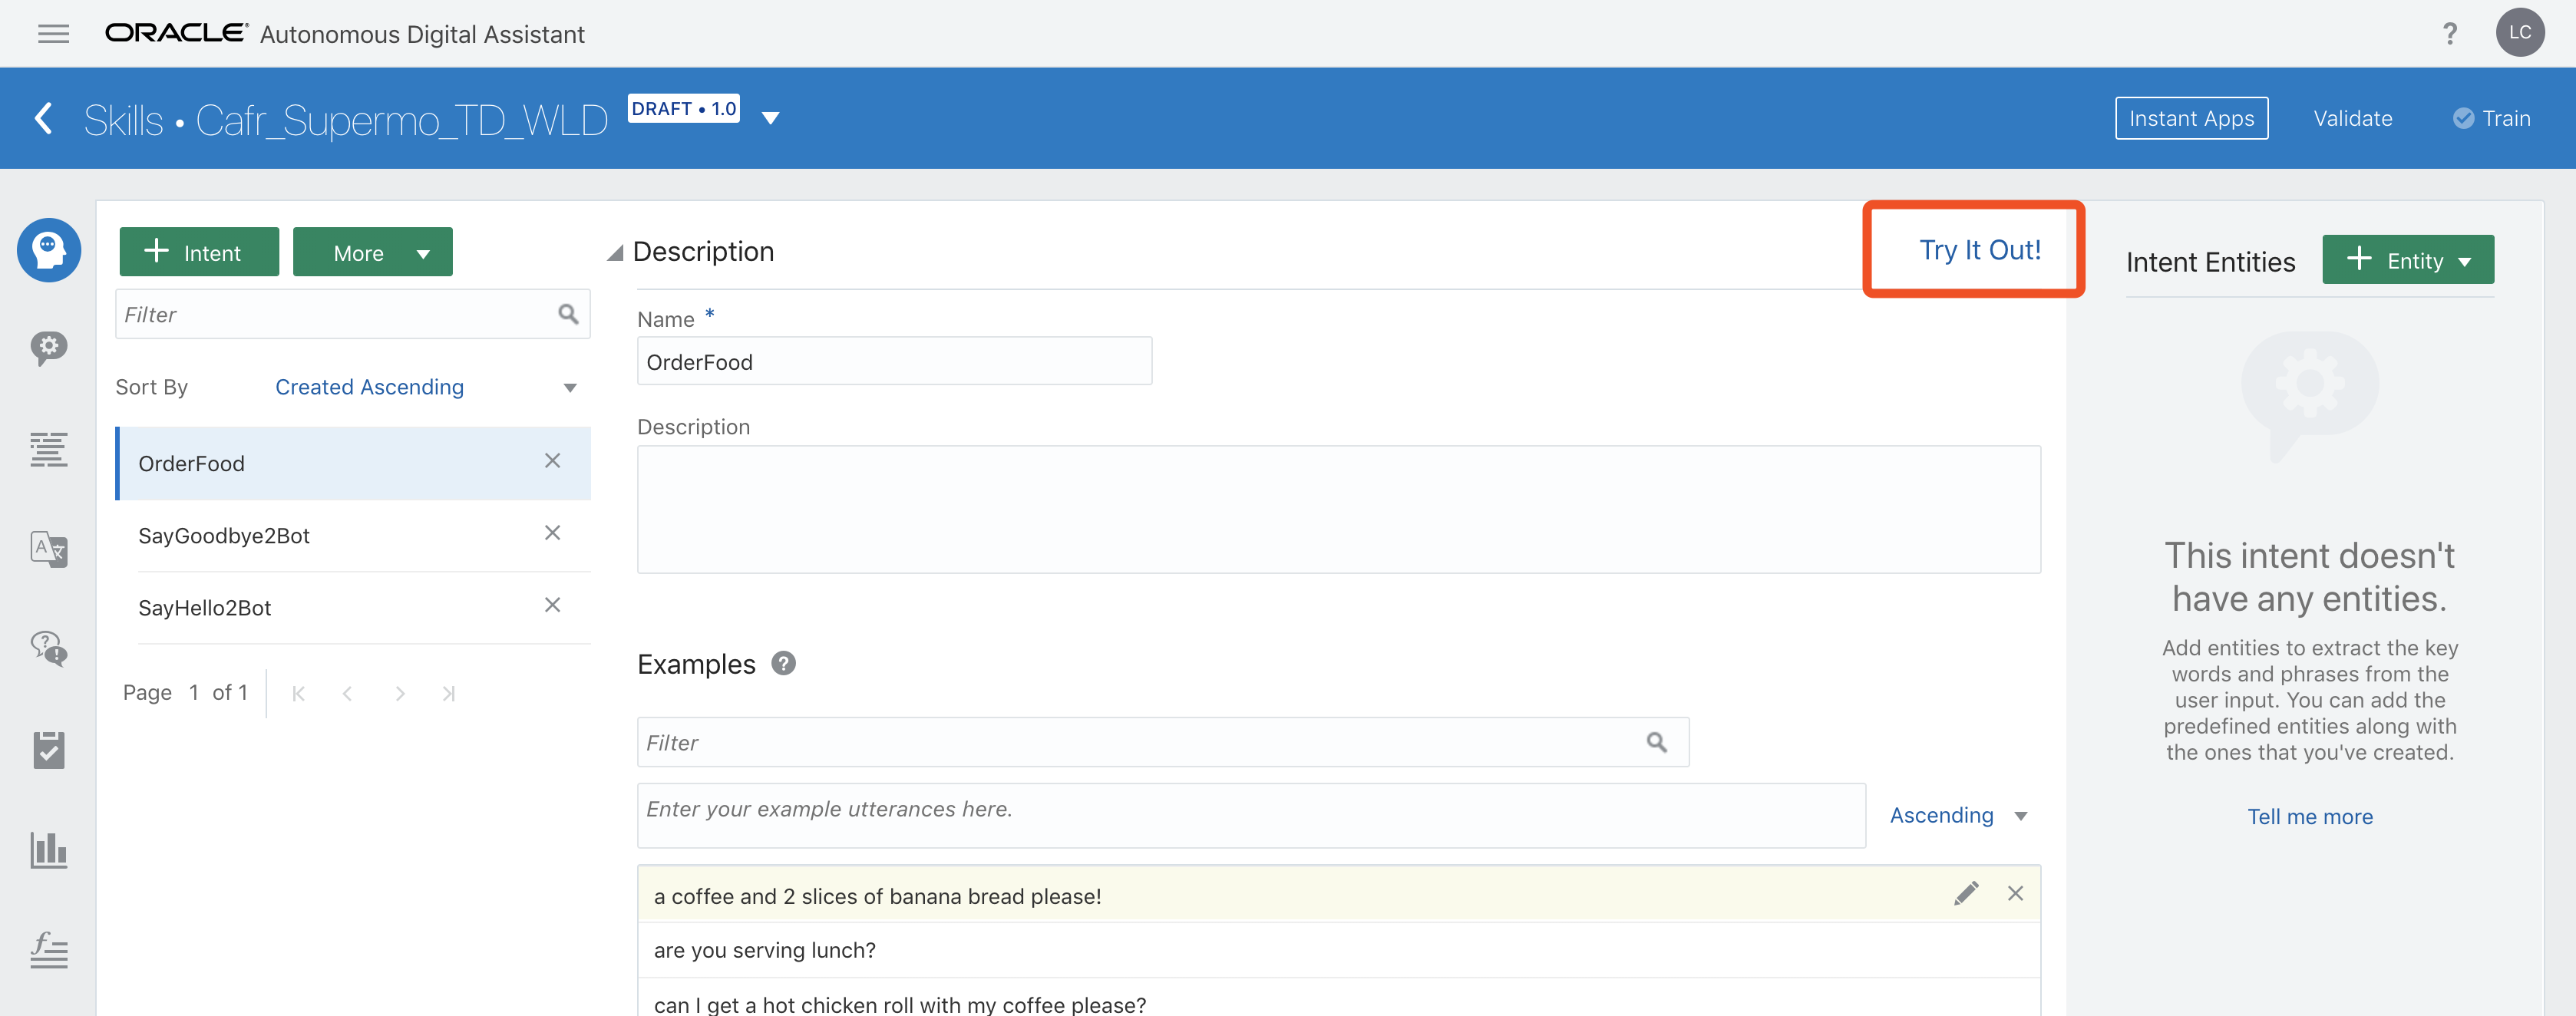 ORACLE® Autonomous Digital Assistant
? LC
Skills • Cafr_Supermo_TD_WLD DRAFT • 1.0
Instant Apps Validate Train
+ Intent More
Filter
Sort By Created Ascending
OrderFood
SayGoodbye2Bot
SayHello2Bot
Page 1 of 1
Description
Try It Out!
Name *
OrderFood
Description
Examples ?
Filter
Enter your example utterances here.
Ascending
a coffee and 2 slices of banana bread please!
are you serving lunch?
can I get a hot chicken roll with my coffee please?
Intent Entities + Entity
This intent doesn't
have any entities.
Add entities to extract the key
words and phrases from the
user input. You can add the
predefined entities along with
the ones that you've created.
Tell me more